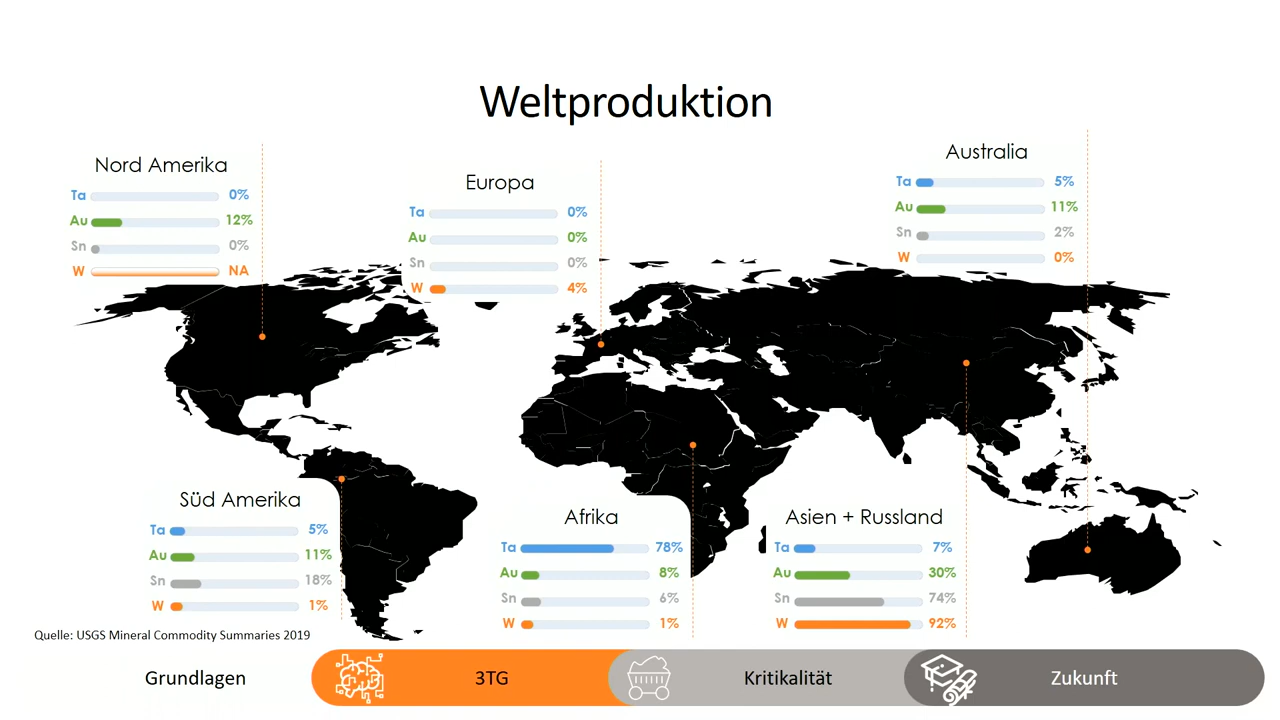 Weltproduktion
Nord Amerika
Ta 0%
Au 12%
Sn 0%
W NA
Europa
Ta 0%
Au 0%
Sn 0%
W 4%
Australia
Ta 5%
Au 11%
Sn 2%
W 0%
Süd Amerika
Ta 5%
Au 11%
Sn 18%
W 1%
Afrika
Ta 78%
Au 8%
Sn 6%
W 1%
Asien + Russland
Ta 7%
Au 30%
Sn 74%
W 92%
Quelle: USGS Mineral Commodity Summaries 2019
Grundlagen 3TG Kritikalität Zukunft